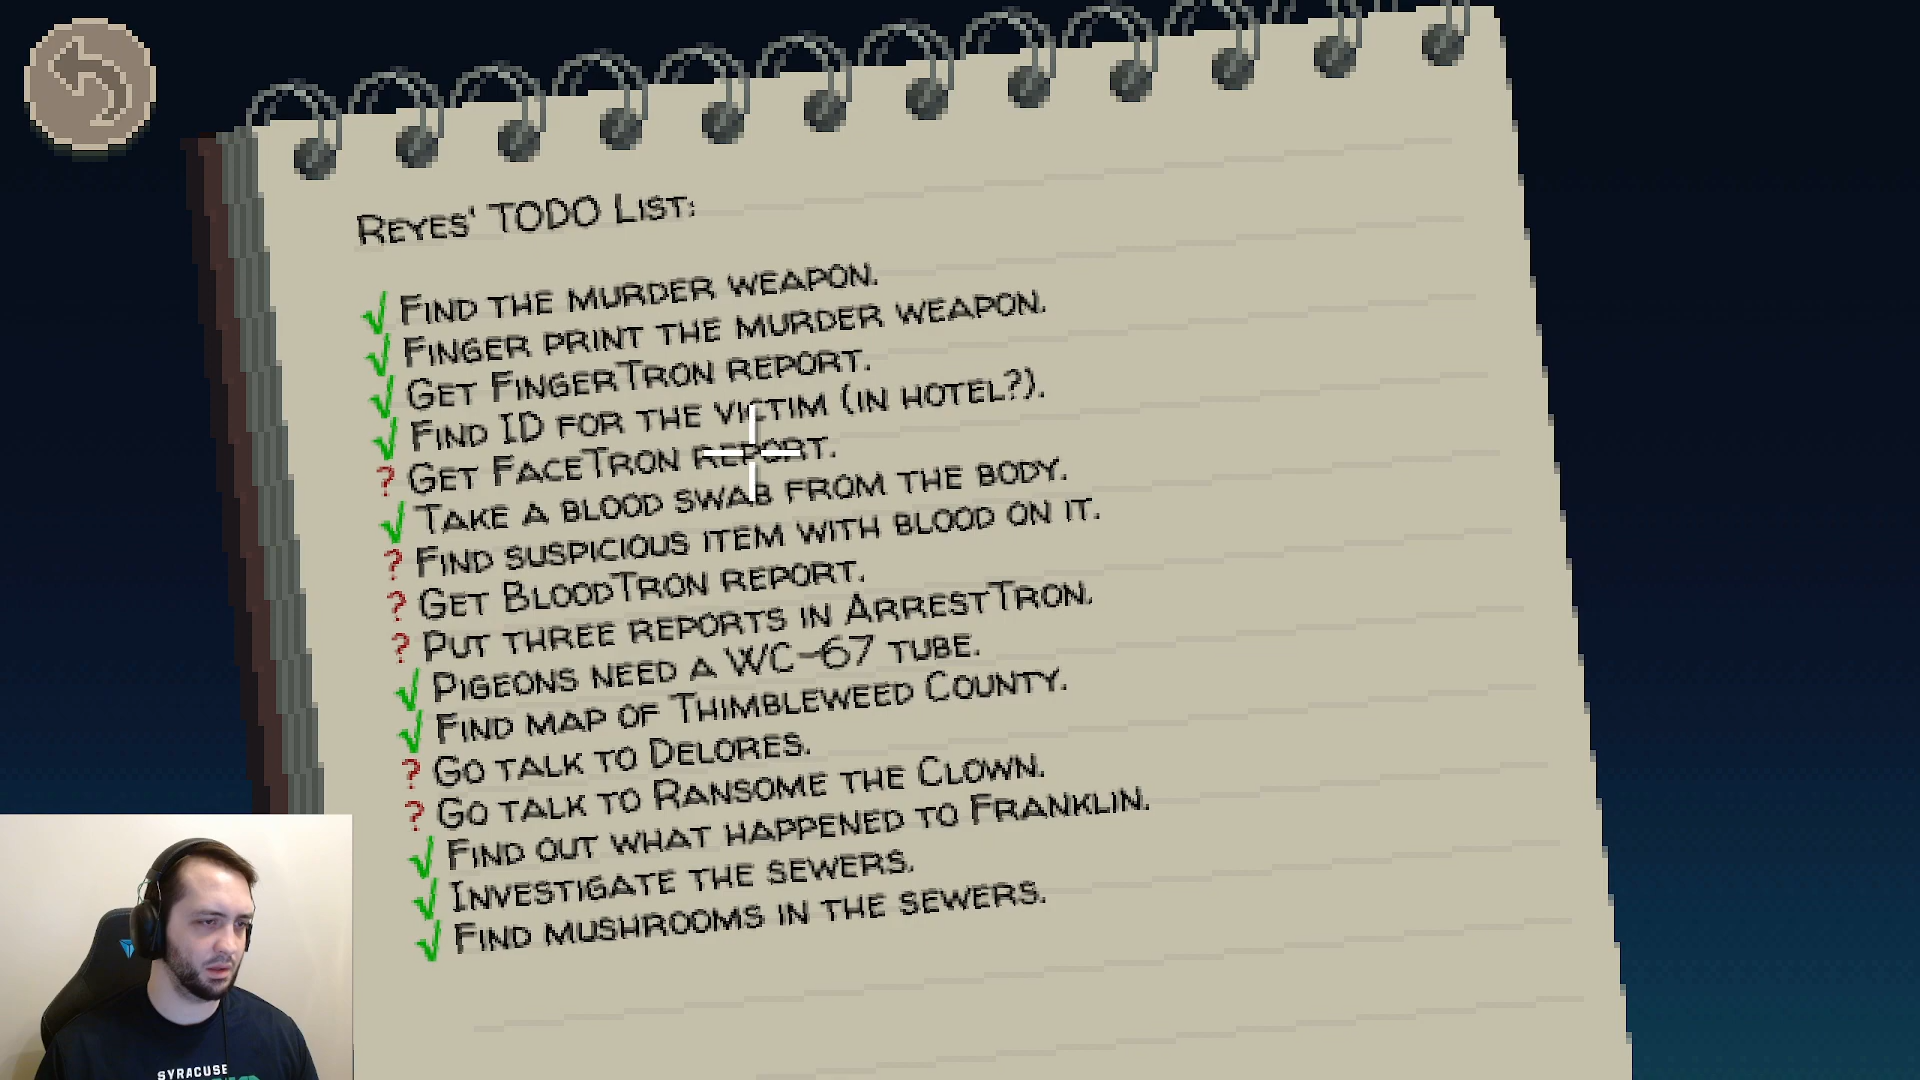 Reyes' TODO List:
√ Find the murder weapon.
√ Finger print the murder weapon.
√ Get FingerTron report.
√ Find ID for the victim (in hotel?).
? Get FaceTron report.
√ Take a blood swab from the body.
? Find suspicious item with blood on it.
? Get BloodTron report.
? Put three reports in ArrestTron.
√ Pigeons need a WC-67 tube.
√ Find map of Thimbleweed County.
? Go talk to Delores.
? Go talk to Ransome the Clown.
√ Find out what happened to Franklin.
√ Investigate the sewers.
√ Find mushrooms in the sewers.
SYRACUSE